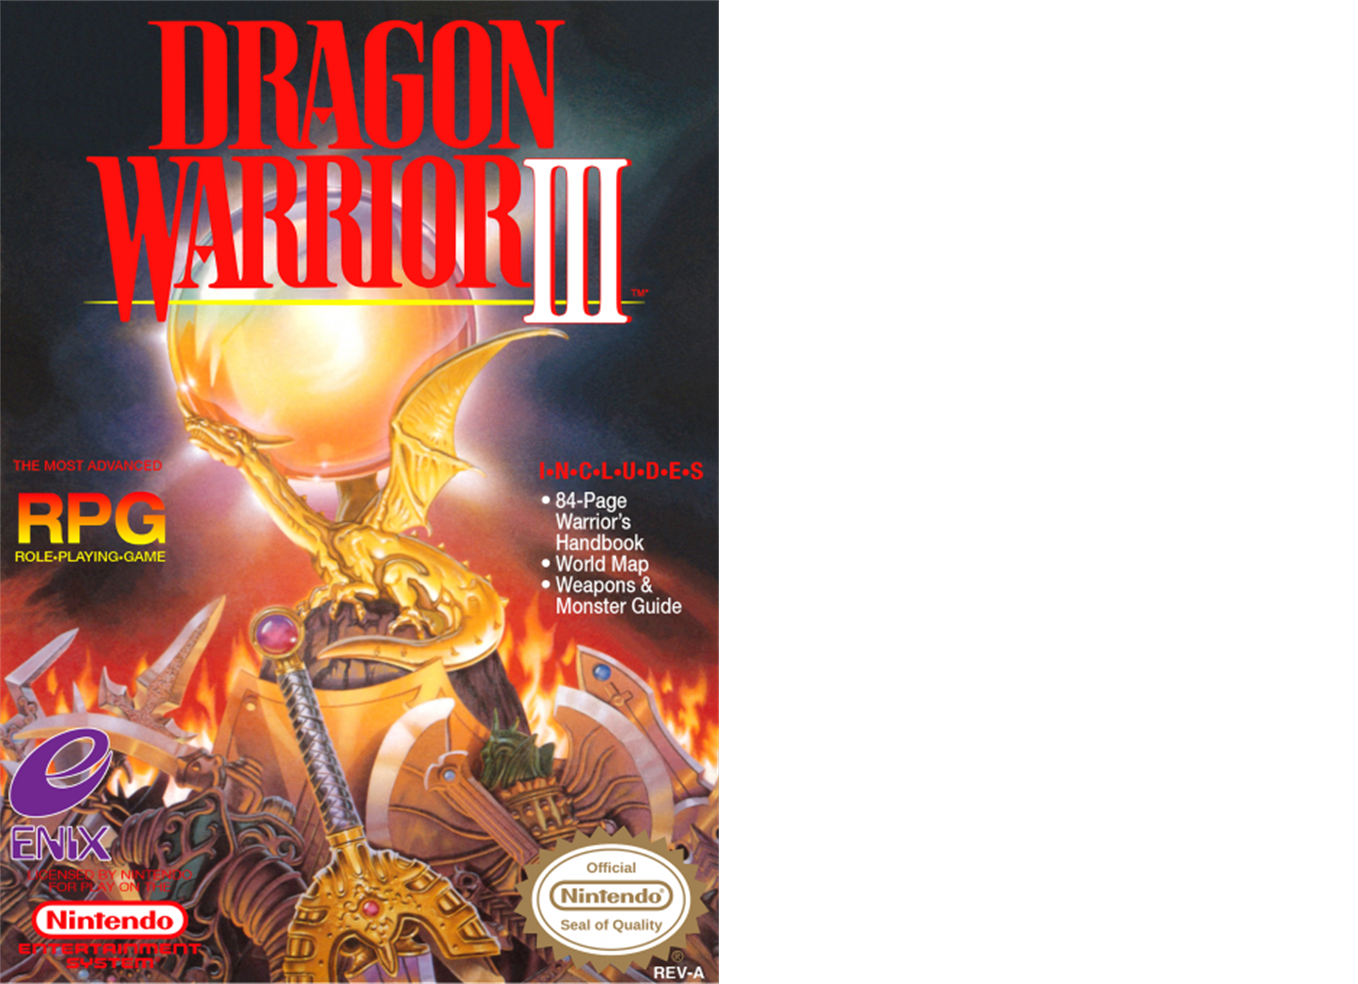 DRAGON
WARRIOR III
TM*
THE MOST ADVANCED
RPG
ROLE•PLAYING•GAME
I•N•C•L•U•D•E•S
• 84-Page
Warrior's
Handbook
• World Map
• Weapons &
Monster Guide
ENIX
LICENSED BY NINTENDO
FOR PLAY ON THE
Nintendo
ENTERTAINMENT
SYSTEM
Official
Nintendo®
Seal of Quality
®
REV-A